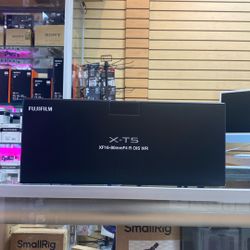 FUJIFILM
X-T5
XF16-80mmF4 R OIS WR
SmallRig
SmallRig